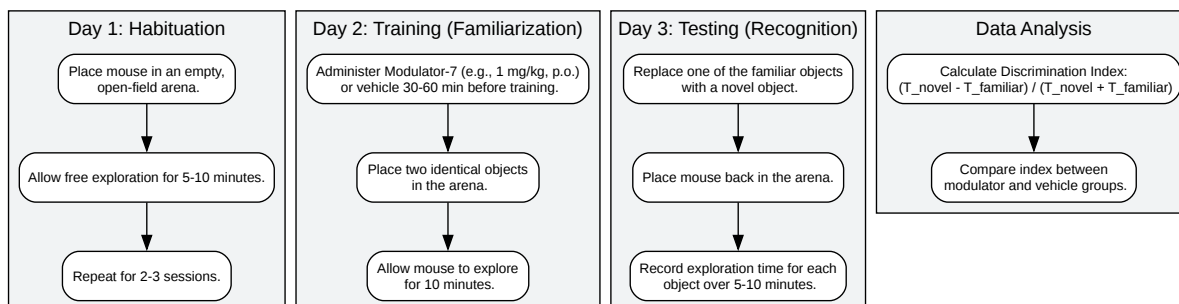 Day 1: Habituation
Place mouse in an empty,
open-field arena.
Allow free exploration for 5-10 minutes.
Repeat for 2-3 sessions.
Day 2: Training (Familiarization)
Administer Modulator-7 (e.g., 1 mg/kg, p.o.)
or vehicle 30-60 min before training.
Place two identical objects
in the arena.
Allow mouse to explore
for 10 minutes.
Day 3: Testing (Recognition)
Replace one of the familiar objects
with a novel object.
Place mouse back in the arena.
Record exploration time for each
object over 5-10 minutes.
Data Analysis
Calculate Discrimination Index:
(T_novel - T_familiar) / (T_novel + T_familiar)
Compare index between
modulator and vehicle groups.